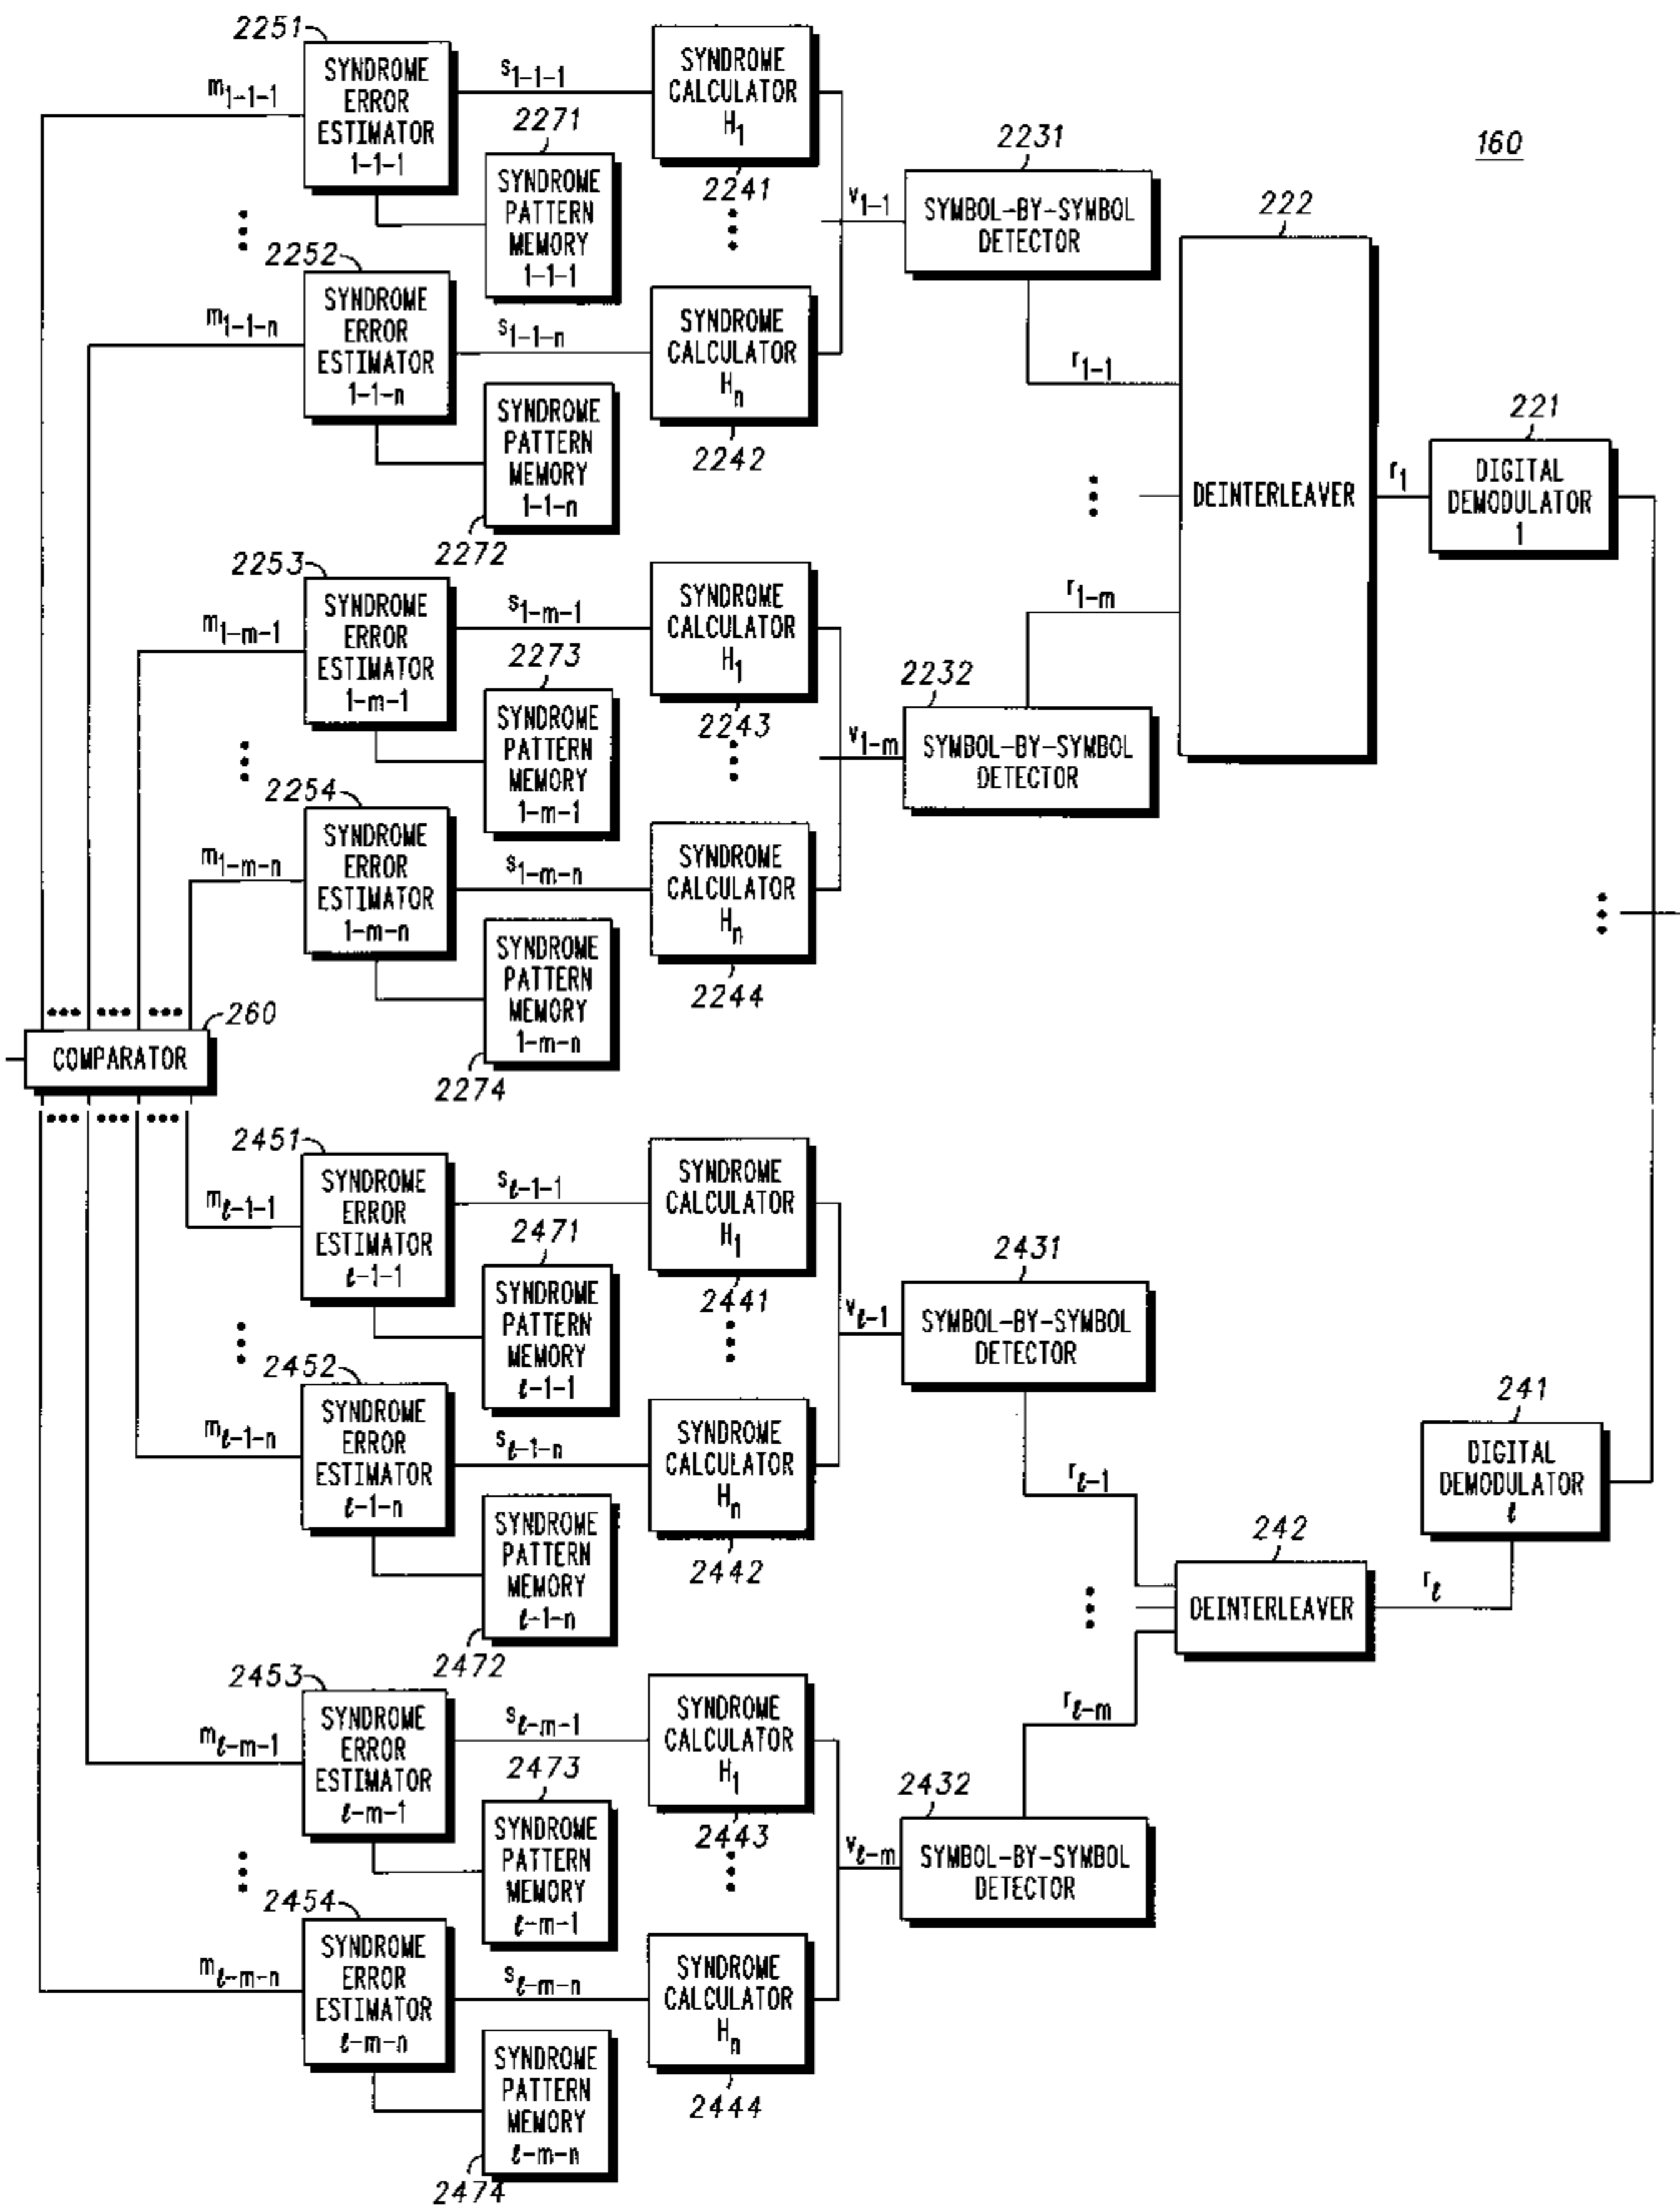 160
2251
SYNDROME
ERROR
ESTIMATOR
1-1-1
m1-1-1
s1-1-1
SYNDROME
CALCULATOR
H1
2241
2271
SYNDROME
PATTERN
MEMORY
1-1-1
v1-1
2231
SYMBOL-BY-SYMBOL
DETECTOR
2252
SYNDROME
ERROR
ESTIMATOR
1-1-n
m1-1-n
s1-1-n
SYNDROME
CALCULATOR
Hn
2242
SYNDROME
PATTERN
MEMORY
1-1-n
2272
r1-1
222
DEINTERLEAVER
r1
221
DIGITAL
DEMODULATOR
1
2253
SYNDROME
ERROR
ESTIMATOR
1-m-1
m1-m-1
s1-m-1
SYNDROME
CALCULATOR
H1
2243
2273
SYNDROME
PATTERN
MEMORY
1-m-1
r1-m
v1-m
2232
SYMBOL-BY-SYMBOL
DETECTOR
2254
SYNDROME
ERROR
ESTIMATOR
1-m-n
m1-m-n
s1-m-n
SYNDROME
CALCULATOR
Hn
2244
SYNDROME
PATTERN
MEMORY
1-m-n
2274
260
COMPARATOR
2451
SYNDROME
ERROR
ESTIMATOR
ℓ-1-1
mℓ-1-1
sℓ-1-1
SYNDROME
CALCULATOR
H1
2441
2471
SYNDROME
PATTERN
MEMORY
ℓ-1-1
vℓ-1
2431
SYMBOL-BY-SYMBOL
DETECTOR
2452
SYNDROME
ERROR
ESTIMATOR
ℓ-1-n
mℓ-1-n
sℓ-1-n
SYNDROME
CALCULATOR
Hn
2442
SYNDROME
PATTERN
MEMORY
ℓ-1-n
2472
rℓ-1
242
DEINTERLEAVER
rℓ
241
DIGITAL
DEMODULATOR
ℓ
2453
SYNDROME
ERROR
ESTIMATOR
ℓ-m-1
mℓ-m-1
sℓ-m-1
SYNDROME
CALCULATOR
H1
2443
2473
SYNDROME
PATTERN
MEMORY
ℓ-m-1
rℓ-m
vℓ-m
2432
SYMBOL-BY-SYMBOL
DETECTOR
2454
SYNDROME
ERROR
ESTIMATOR
ℓ-m-n
mℓ-m-n
sℓ-m-n
SYNDROME
CALCULATOR
Hn
2444
SYNDROME
PATTERN
MEMORY
ℓ-m-n
2474